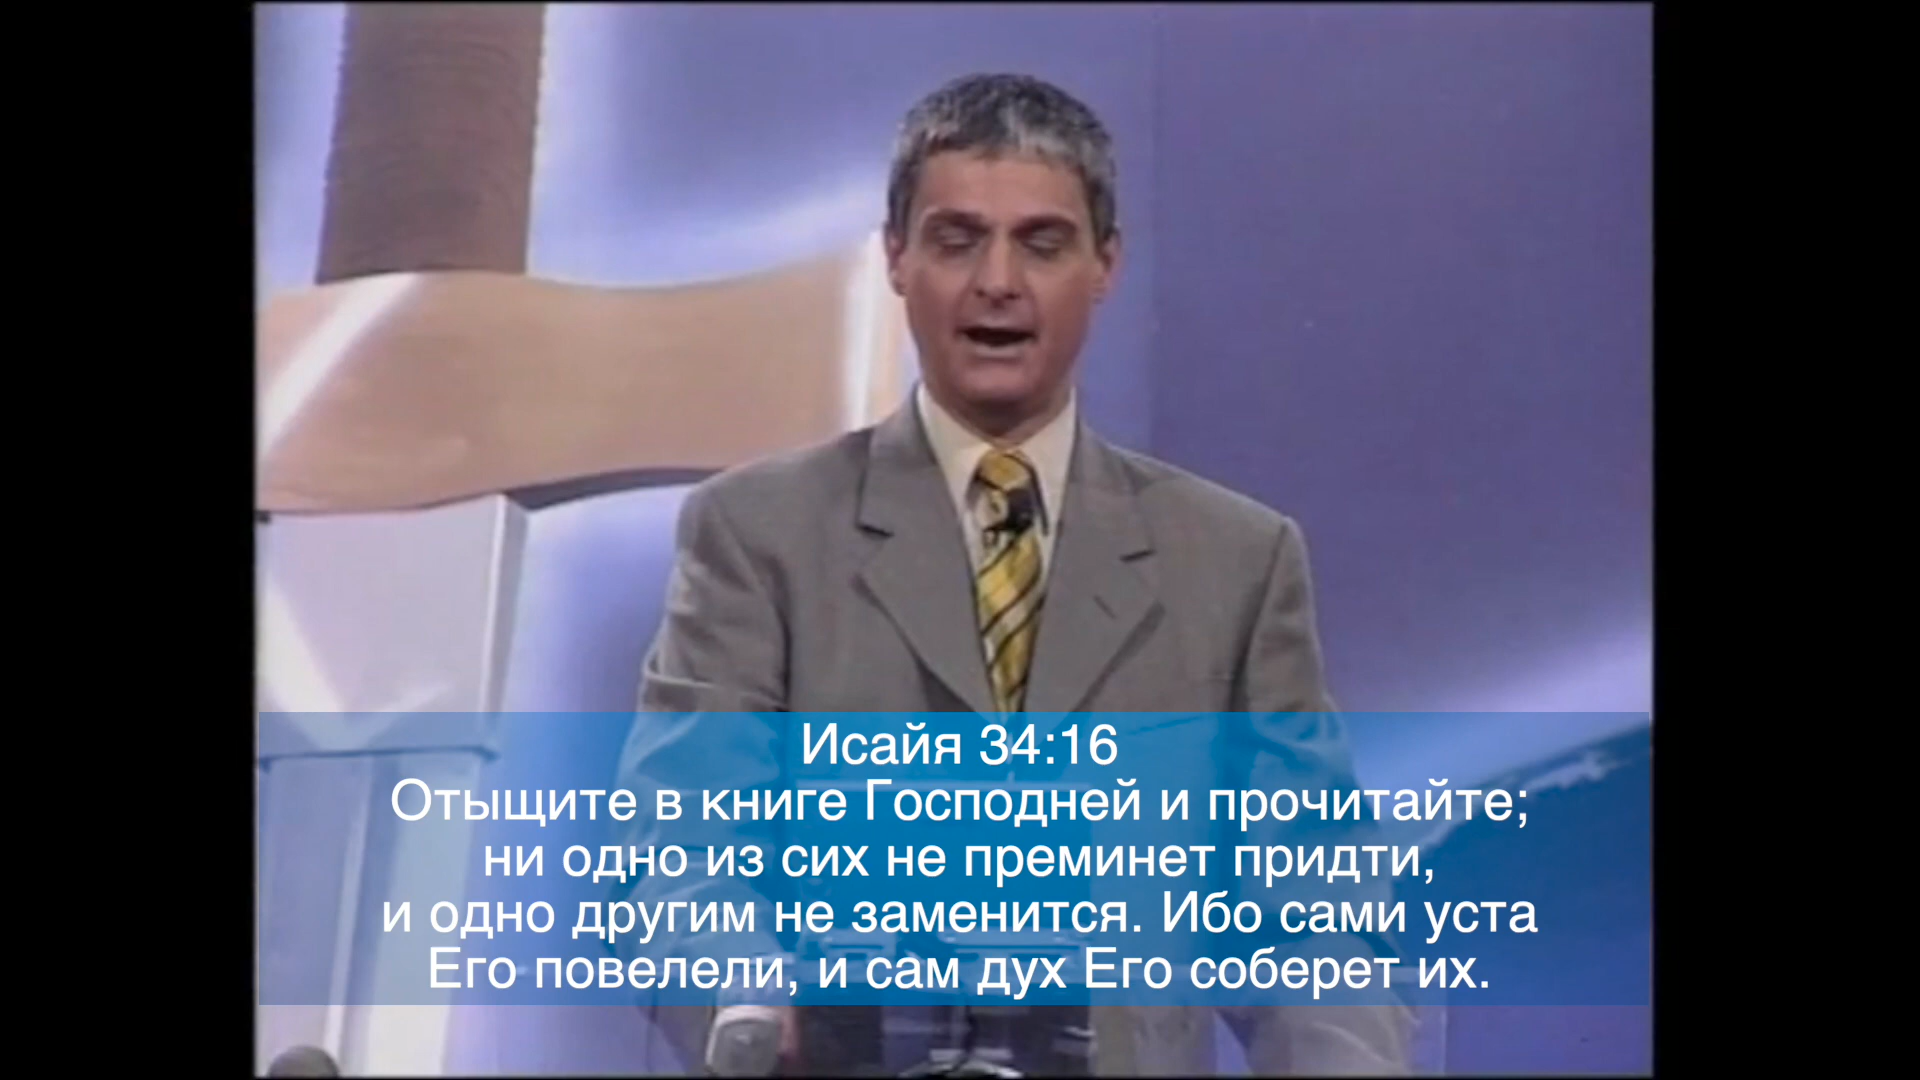 Исайя 34:16
Отыщите в книге Господней и прочитайте;
ни одно из сих не преминет придти,
и одно другим не заменится. Ибо сами уста
Его повелели, и сам дух Его соберет их.